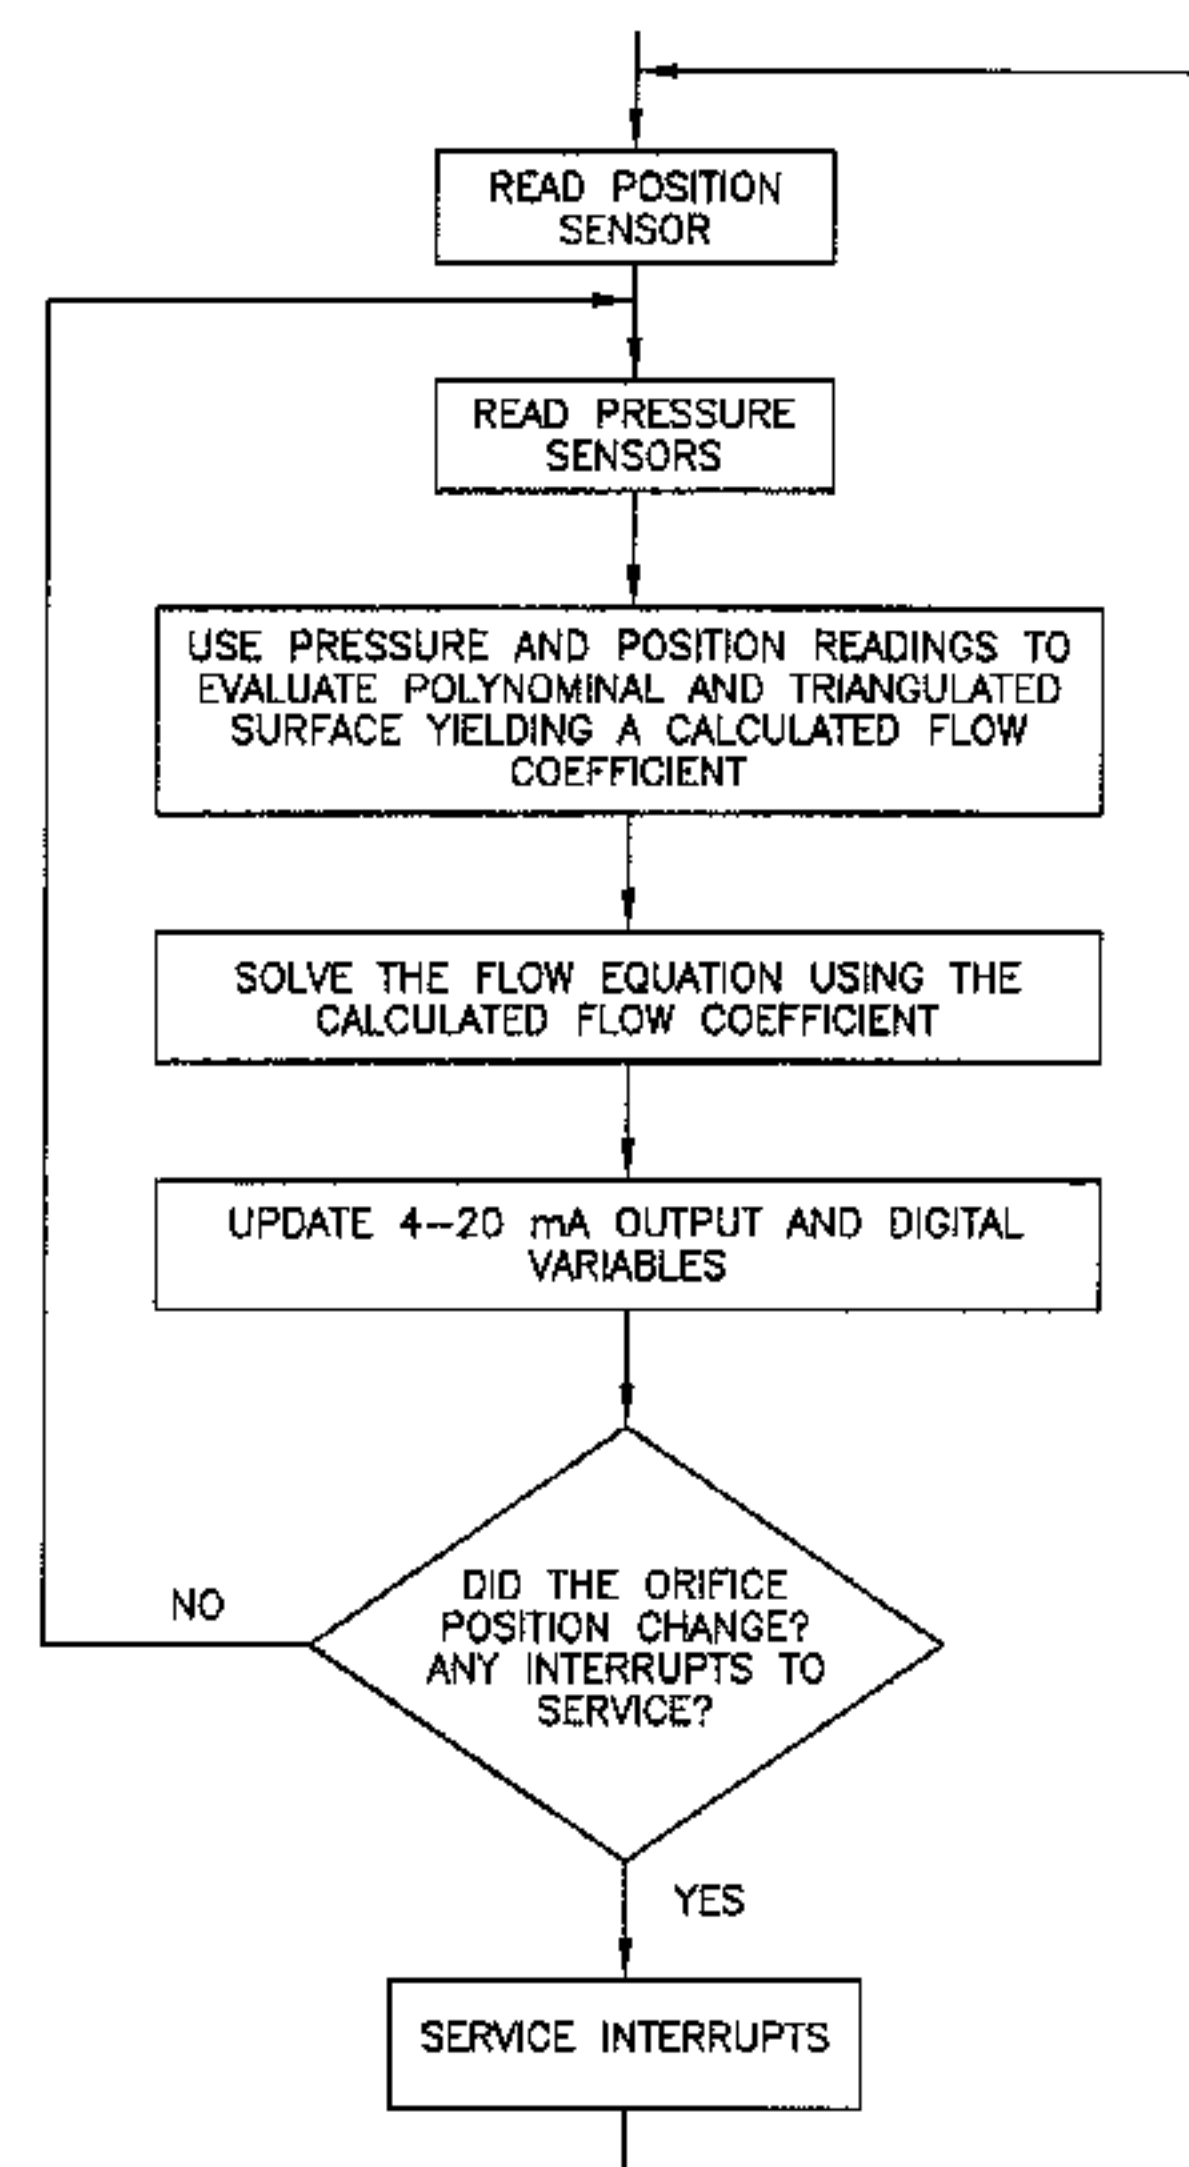 READ POSITION
SENSOR
READ PRESSURE
SENSORS
USE PRESSURE AND POSITION READINGS TO
EVALUATE POLYNOMINAL AND TRIANGULATED
SURFACE YIELDING A CALCULATED FLOW
COEFFICIENT
SOLVE THE FLOW EQUATION USING THE
CALCULATED FLOW COEFFICIENT
UPDATE 4-20 mA OUTPUT AND DIGITAL
VARIABLES
DID THE ORIFICE
POSITION CHANGE?
ANY INTERRUPTS TO
SERVICE?
NO
YES
SERVICE INTERRUPTS